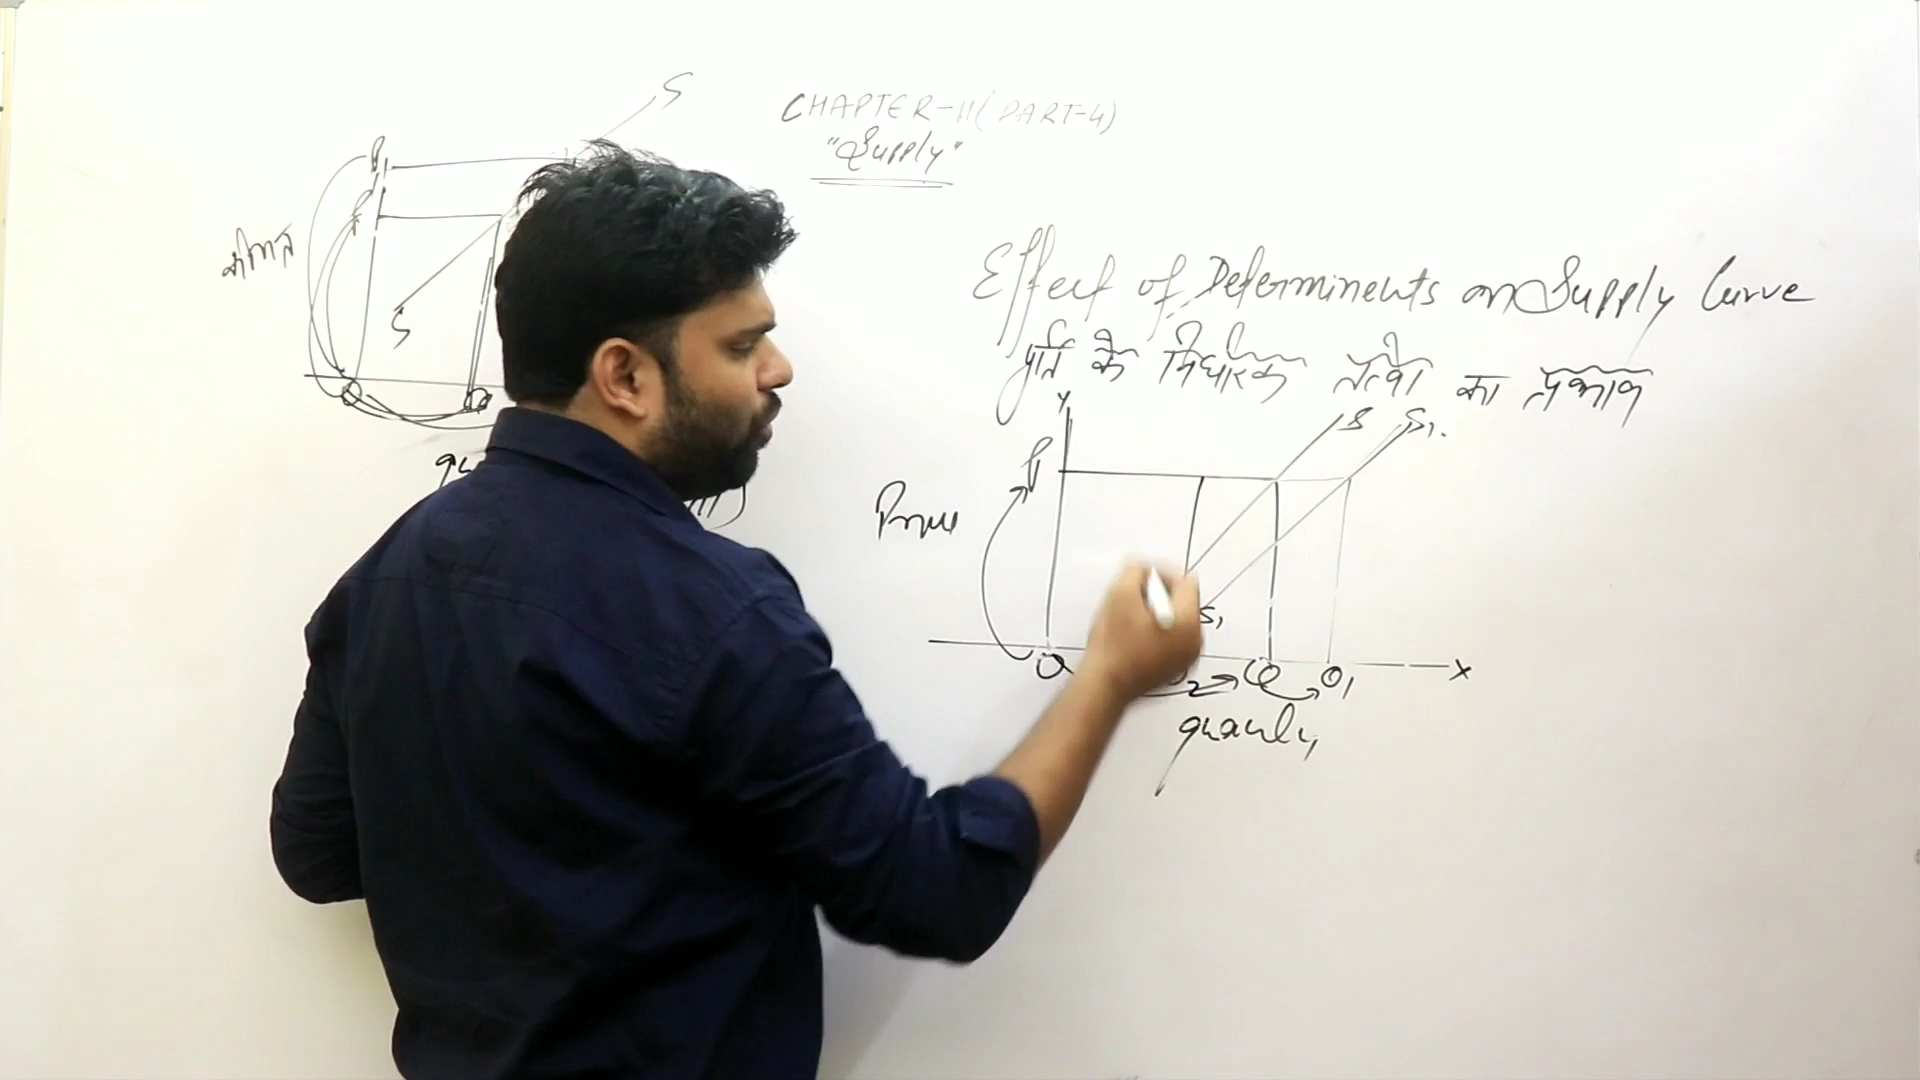 CHAPTER-11 (PART-4)
"Supply"
S
P1
P
कीमत
S
Effect of Determinents on Supply Curve
पूर्ति के निर्धारक तत्वों का प्रभाव
Y
S S1
P
Price
S1
O Q Q1 X
quantity